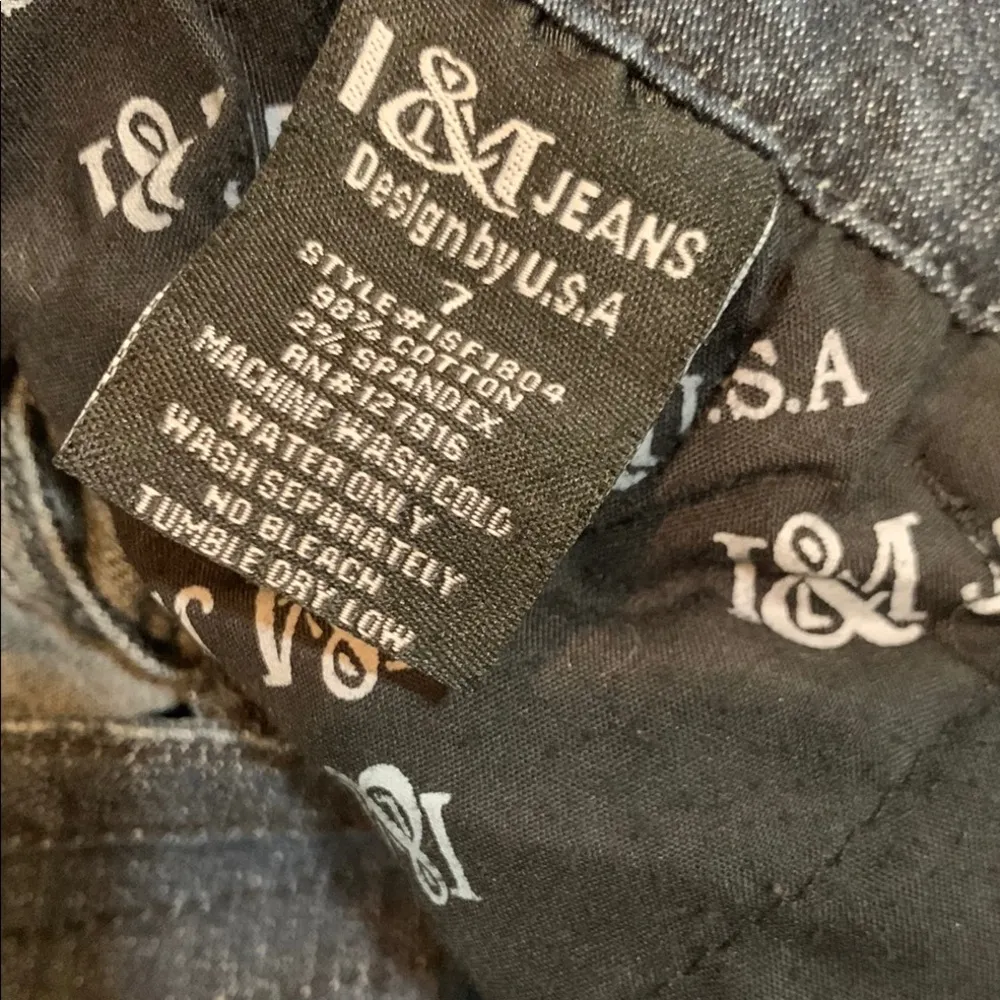 I&M JEANS
Design by U.S.A
7
STYLE#ISF1804
98% COTTON
2% SPANDEX
RN#127916
MACHINE WASH COLD
WATER ONLY
WASH SEPARATELY
NO BLEACH
TUMBLE DRY LOW
U.S.A
I&M